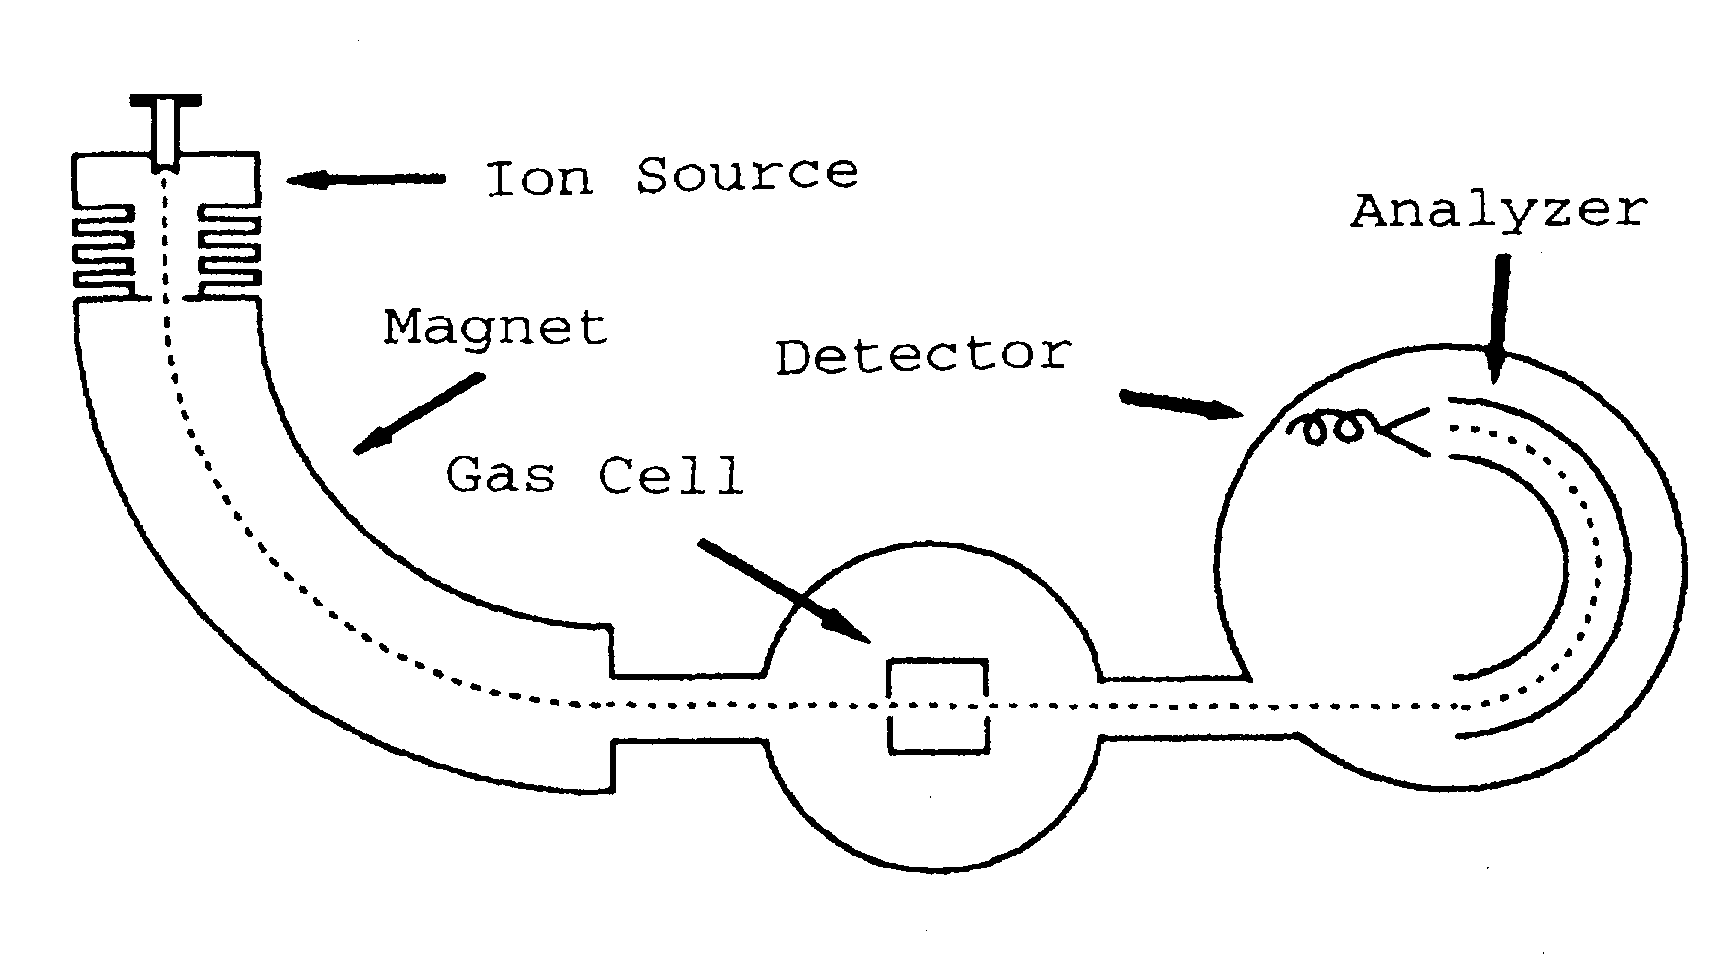 Ion Source
Analyzer
Magnet
Detector
Gas Cell